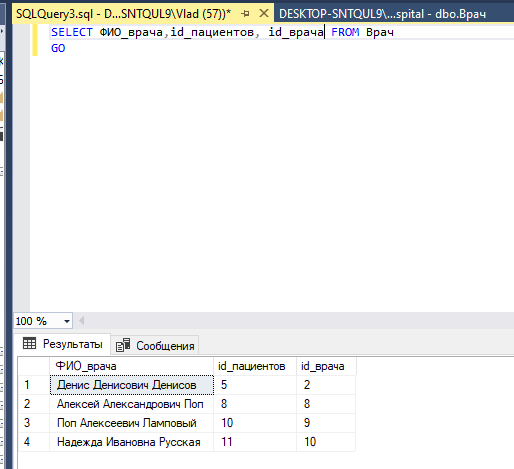 SQLQuery3.sql - D...SNTQUL9\Vlad (57))* DESKTOP-SNTQUL9\...spital - dbo.Врач
SELECT ФИО_врача,id_пациентов, id_врача FROM Врач
GO
100 %
Результаты Сообщения
ФИО_врача id_пациентов id_врача
1 Денис Денисович Денисов 5 2
2 Алексей Александрович Поп 8 8
3 Поп Алексеевич Ламповый 10 9
4 Надежда Ивановна Русская 11 10